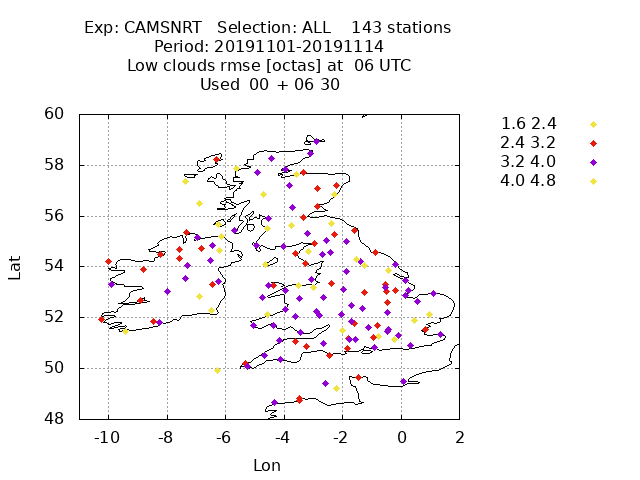 Exp: CAMSNRT Selection: ALL 143 stations
Period: 20191101-20191114
Low clouds rmse [octas] at 06 UTC
Used 00 + 06 30
1.6 2.4
2.4 3.2
3.2 4.0
4.0 4.8
60
58
56
54
52
50
48
Lat
-10 -8 -6 -4 -2 0 2
Lon